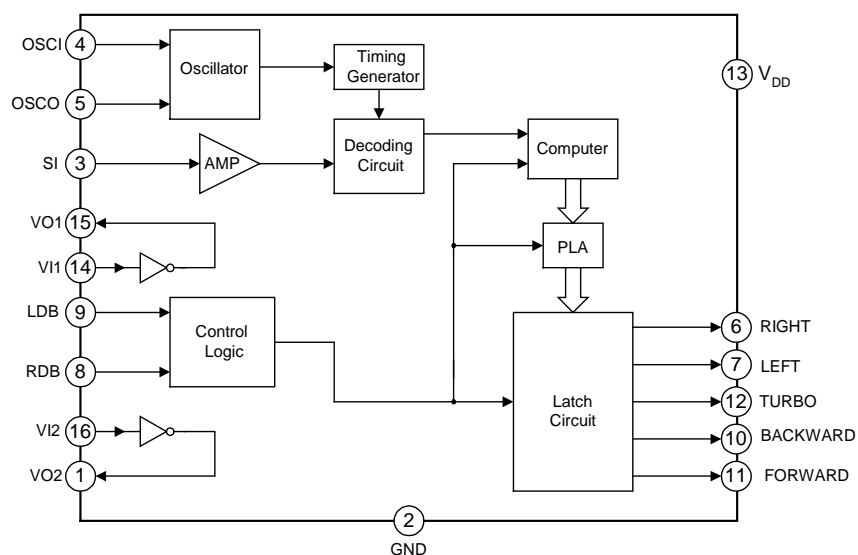 OSCI 4
OSCO 5
Oscillator
Timing
Generator
13 VDD
SI 3
AMP
Decoding
Circuit
Computer
VO1 15
VI1 14
PLA
LDB 9
RDB 8
Control
Logic
VI2 16
VO2 1
Latch
Circuit
6 RIGHT
7 LEFT
12 TURBO
10 BACKWARD
11 FORWARD
2
GND